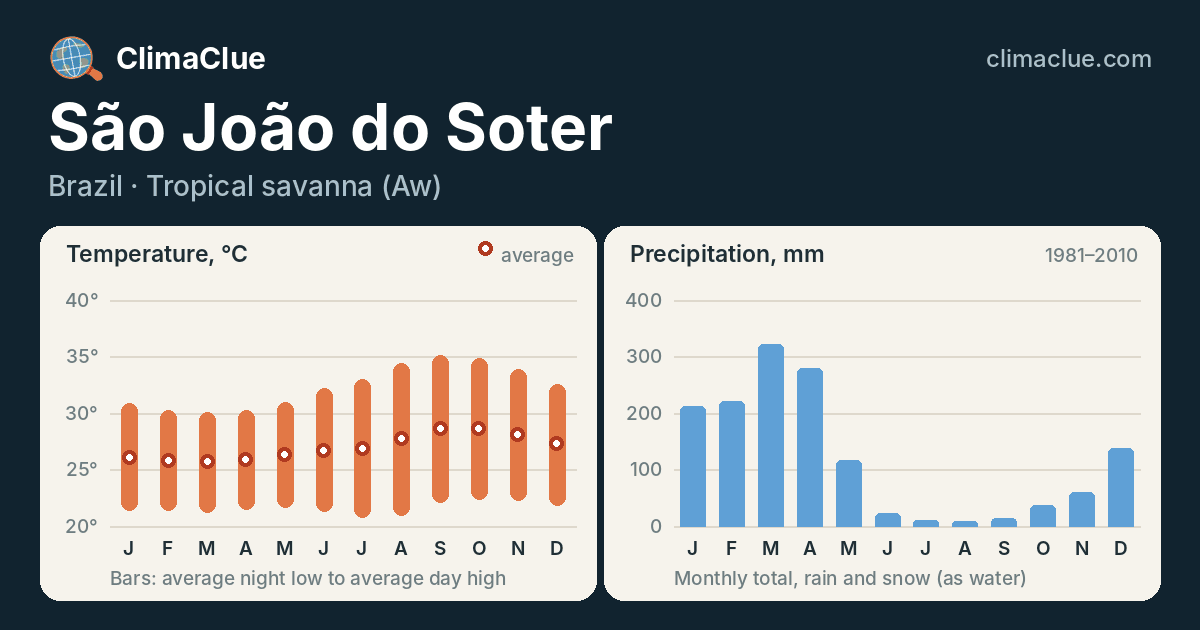 ClimaClue
climaclue.com
São João do Soter
Brazil · Tropical savanna (Aw)
Temperature, °C
average
40°
35°
30°
25°
20°
J F M A M J J A S O N D
Bars: average night low to average day high
Precipitation, mm
1981–2010
400
300
200
100
0
J F M A M J J A S O N D
Monthly total, rain and snow (as water)